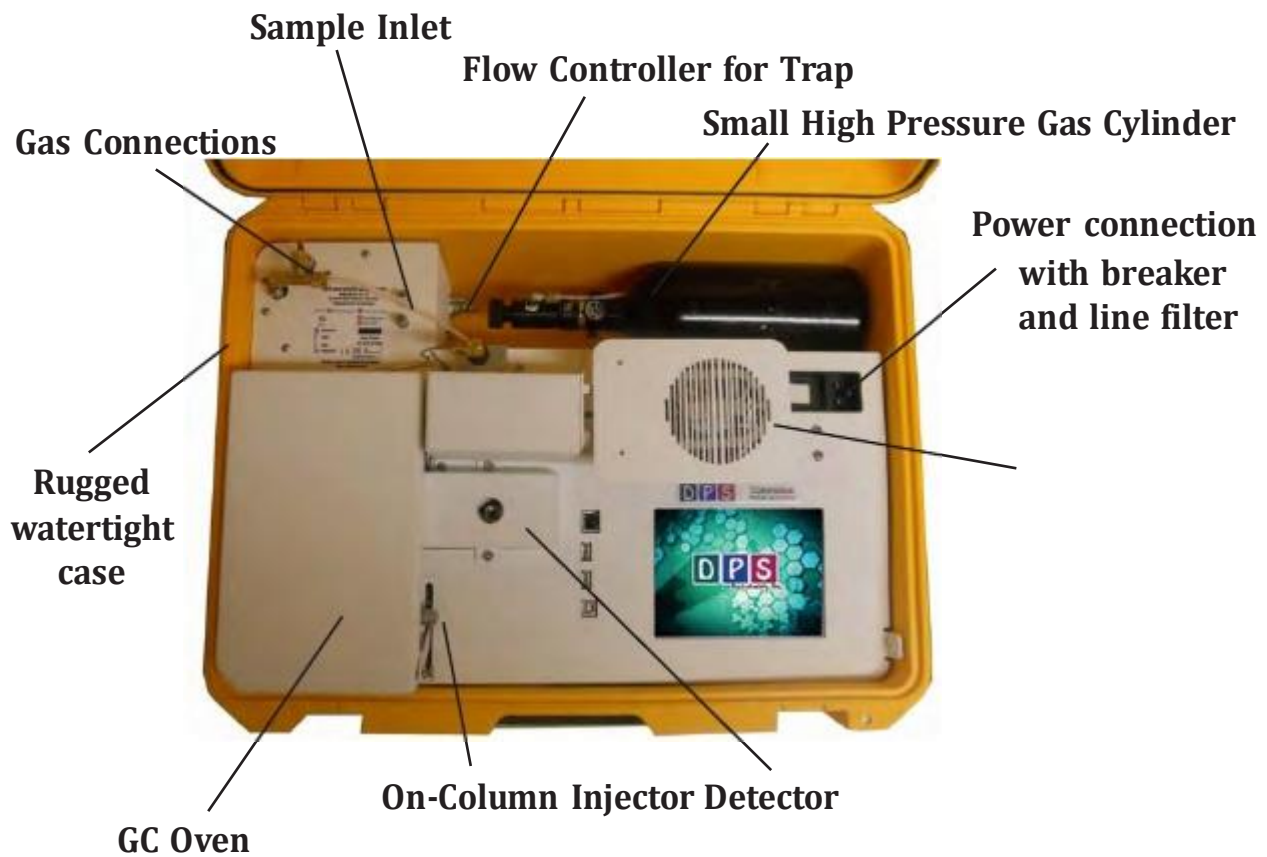 Sample Inlet
Flow Controller for Trap
Small High Pressure Gas Cylinder
Gas Connections
Power connection
with breaker
and line filter
Rugged
watertight
case
DPS
DPS
On-Column Injector Detector
GC Oven